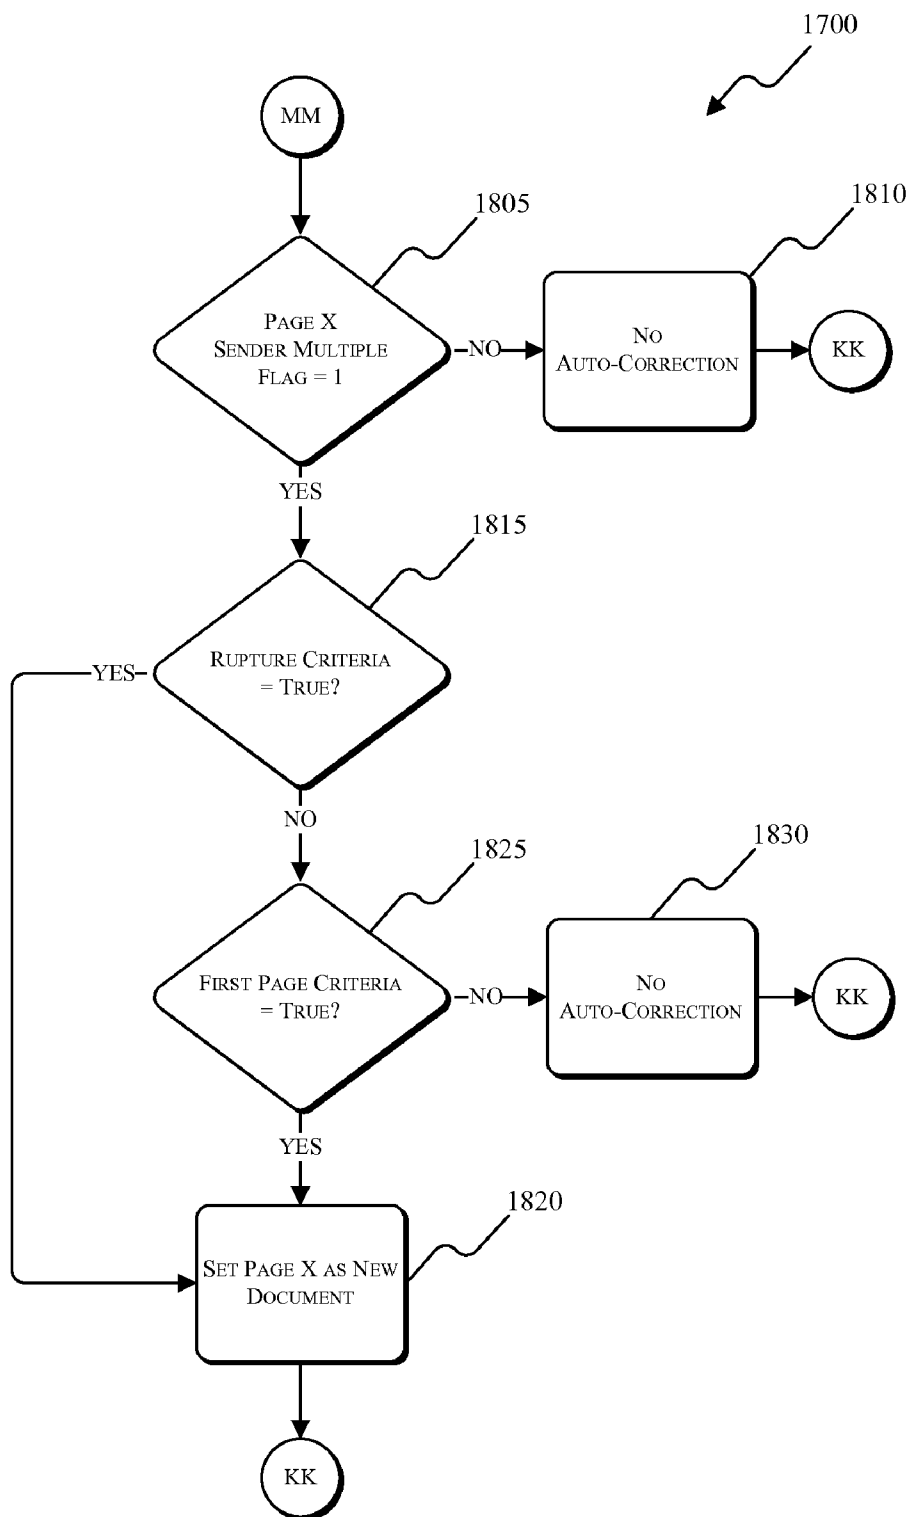 1700
MM
1805
1810
PAGE X
SENDER MULTIPLE
FLAG = 1
NO
NO
AUTO-CORRECTION
KK
YES
1815
RUPTURE CRITERIA
= TRUE?
YES
NO
1825
1830
FIRST PAGE CRITERIA
= TRUE?
NO
NO
AUTO-CORRECTION
KK
YES
1820
SET PAGE X AS NEW
DOCUMENT
KK